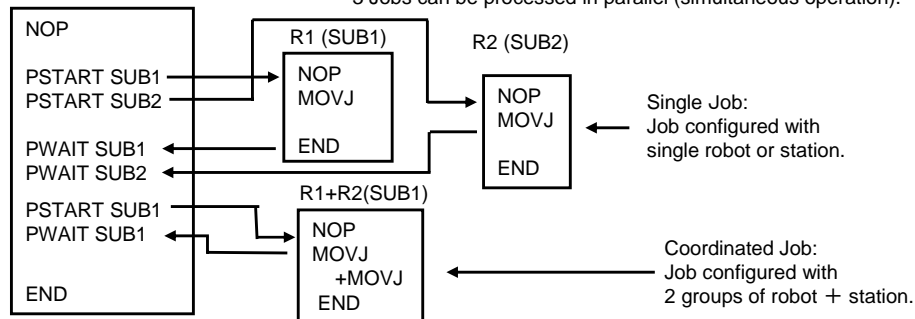 3 Jobs can be processed in parallel (simultaneous operation).
NOP
PSTART SUB1
PSTART SUB2
PWAIT SUB1
PWAIT SUB2
PSTART SUB1
PWAIT SUB1
END
R1 (SUB1)
NOP
MOVJ
END
R2 (SUB2)
NOP
MOVJ
END
Single Job:
Job configured with
single robot or station.
R1+R2(SUB1)
NOP
MOVJ
+MOVJ
END
Coordinated Job:
Job configured with
2 groups of robot + station.